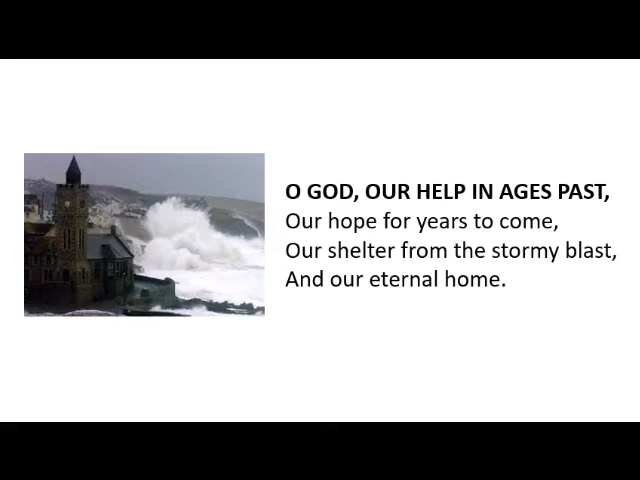 O GOD, OUR HELP IN AGES PAST,
Our hope for years to come,
Our shelter from the stormy blast,
And our eternal home.